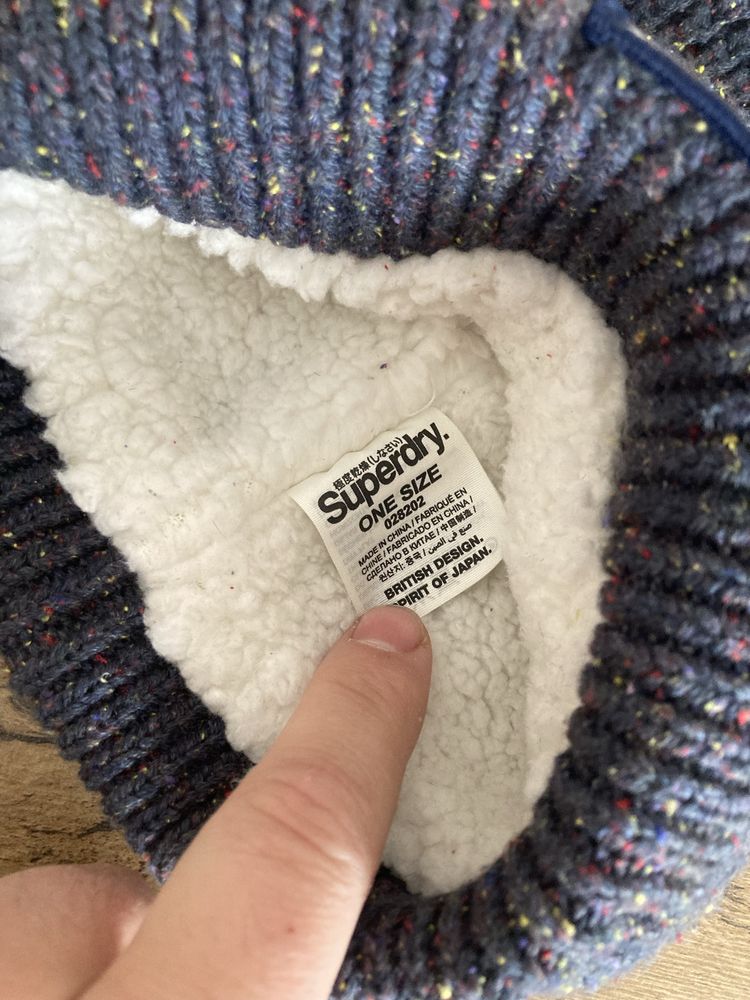 極度乾燥(しなさい)
Superdry.
ONE SIZE
028202
MADE IN CHINA / FABRIQUÉ EN
CHINE / FABRICADO EN CHINA /
СДЕЛАНО В КИТАЕ / 中国制造 /
원산지: 중국 / صنع في الصين
BRITISH DESIGN.
SPIRIT OF JAPAN.